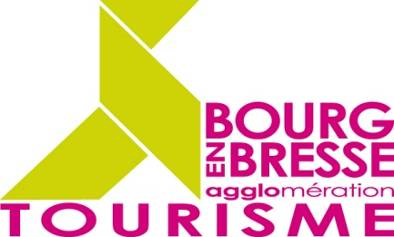 BOURG
EN BRESSE
agglomération
TOURISME